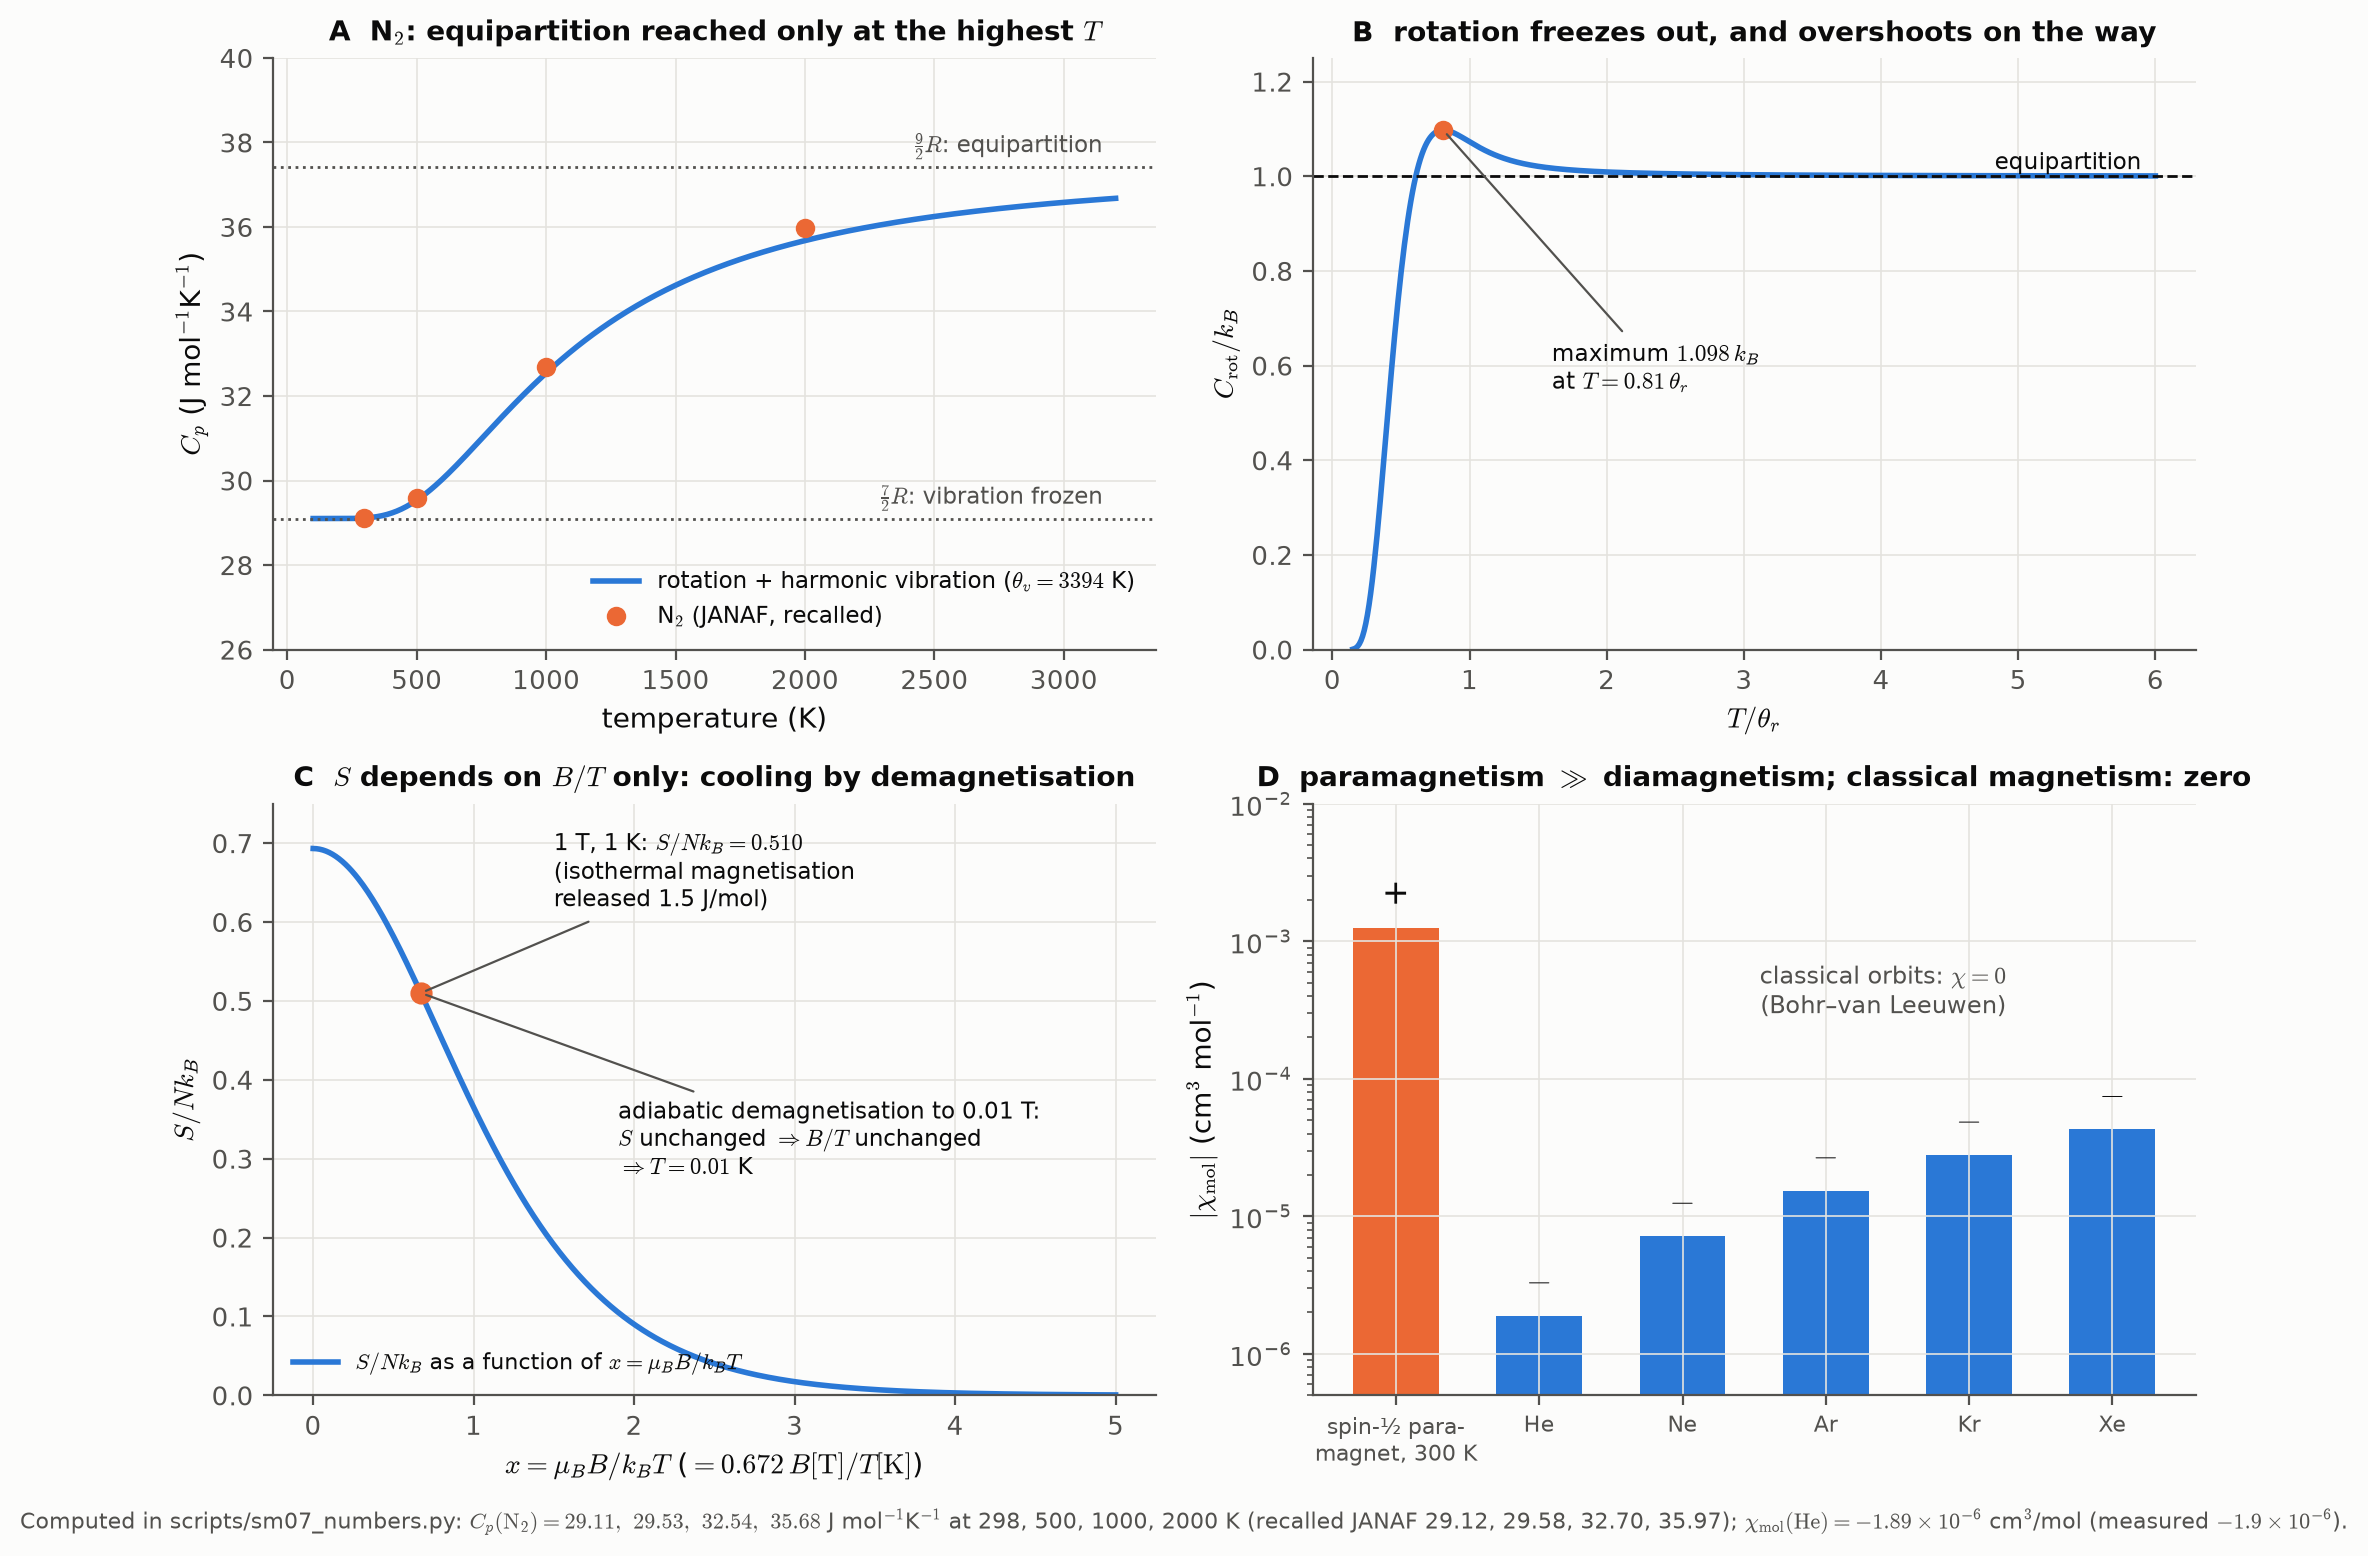 A N₂: equipartition reached only at the highest T
40
38
36
34
32
30
28
26
C_p (J mol⁻¹K⁻¹)
9/2 R: equipartition
7/2 R: vibration frozen
rotation + harmonic vibration (θ_v = 3394 K)
N₂ (JANAF, recalled)
0 500 1000 1500 2000 2500 3000
temperature (K)
B rotation freezes out, and overshoots on the way
1.2
1.0
0.8
0.6
0.4
0.2
0.0
C_rot/k_B
equipartition
maximum 1.098 k_B
at T = 0.81 θ_r
0 1 2 3 4 5 6
T/θ_r
C S depends on B/T only: cooling by demagnetisation
0.7
0.6
0.5
0.4
0.3
0.2
0.1
0.0
S/Nk_B
1 T, 1 K: S/Nk_B = 0.510
(isothermal magnetisation
released 1.5 J/mol)
adiabatic demagnetisation to 0.01 T:
S unchanged ⇒ B/T unchanged
⇒ T = 0.01 K
S/Nk_B as a function of x = μ_B B/k_B T
0 1 2 3 4 5
x = μ_B B/k_B T ( = 0.672 B[T]/T[K])
D paramagnetism ≫ diamagnetism; classical magnetism: zero
10⁻²
10⁻³
10⁻⁴
10⁻⁵
10⁻⁶
|χ_mol| (cm³ mol⁻¹)
+
−
−
−
−
−
classical orbits: χ = 0
(Bohr–van Leeuwen)
spin-½ para-
magnet, 300 K
He Ne Ar Kr Xe
Computed in scripts/sm07_numbers.py: C_p(N₂) = 29.11, 29.53, 32.54, 35.68 J mol⁻¹K⁻¹ at 298, 500, 1000, 2000 K (recalled JANAF 29.12, 29.58, 32.70, 35.97); χ_mol(He) = −1.89 × 10⁻⁶ cm³/mol (measured −1.9 × 10⁻⁶).